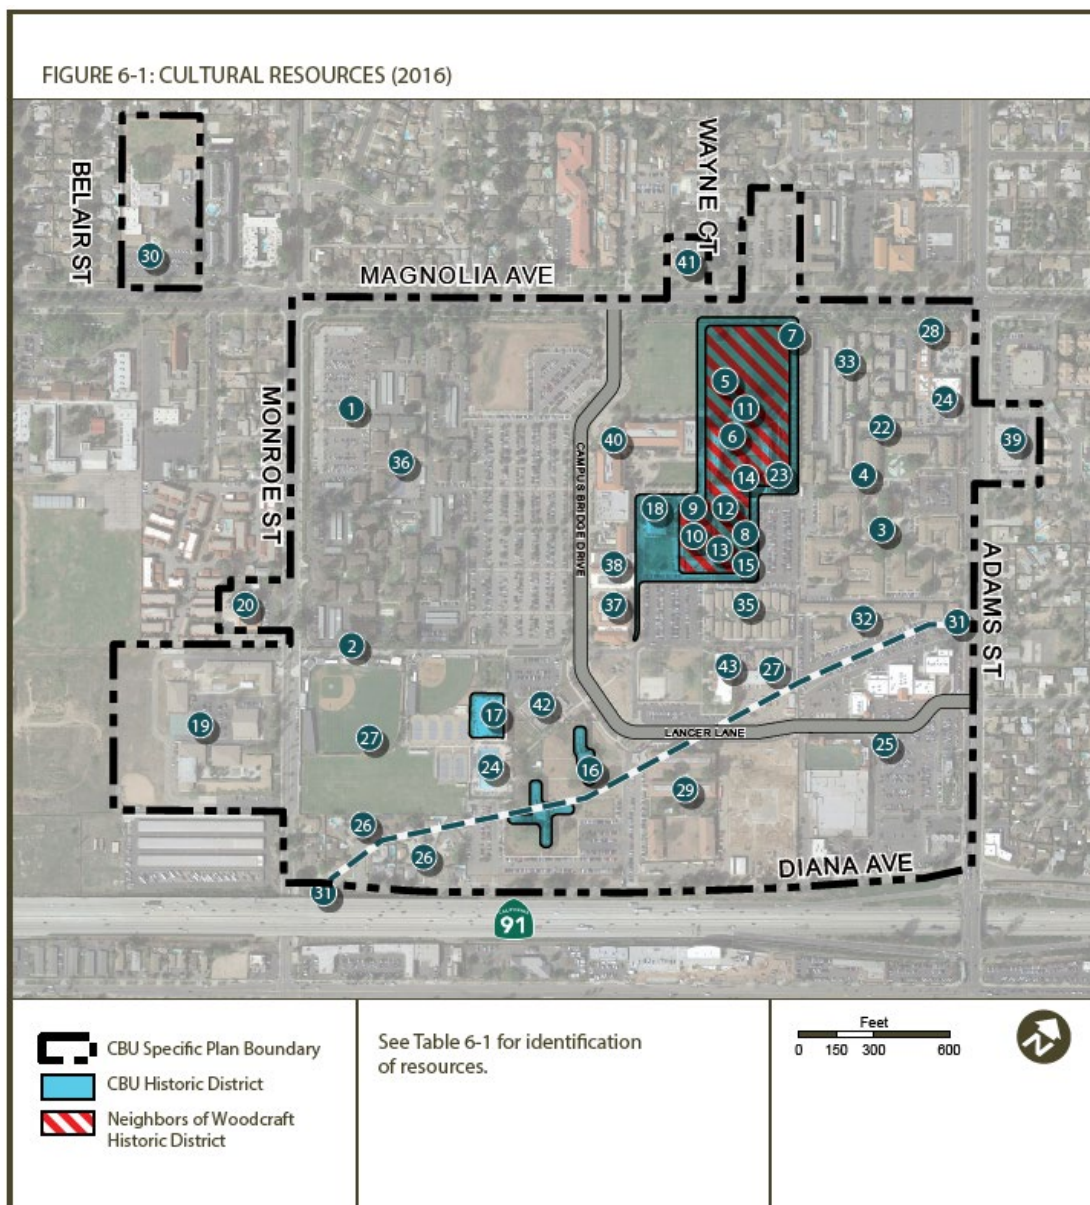 FIGURE 6-1: CULTURAL RESOURCES (2016)
BEL AIR ST
WAYNE CT
30
41
MAGNOLIA AVE
7
28
33
5
24
MONROE ST
1
11
22
6
40
39
36
14
23
4
CAMPUS BRIDGE DRIVE
18
9
12
3
10
8
13
38
15
ADAMS ST
20
37
35
32
31
2
43
27
17
42
19
27
LANCER LANE
25
24
16
29
26
26
DIANA AVE
31
CALIFORNIA
91
CBU Specific Plan Boundary
CBU Historic District
Neighbors of Woodcraft
Historic District
See Table 6-1 for identification
of resources.
Feet
0 150 300 600
N